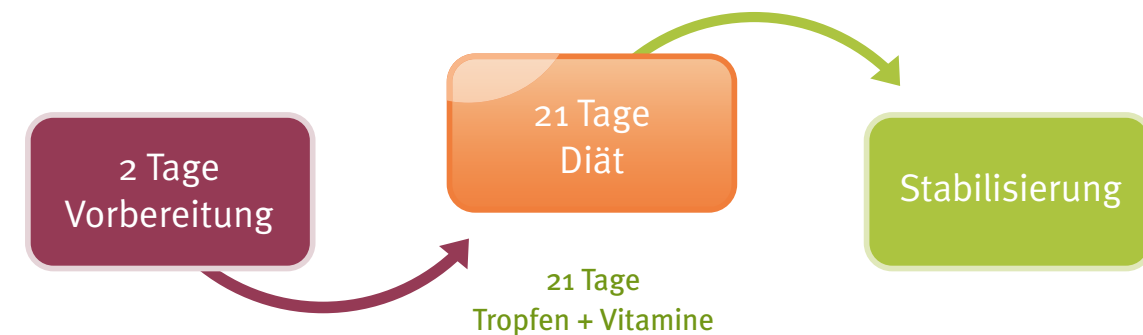 2 Tage
Vorbereitung
21 Tage
Diät
21 Tage
Tropfen + Vitamine
Stabilisierung